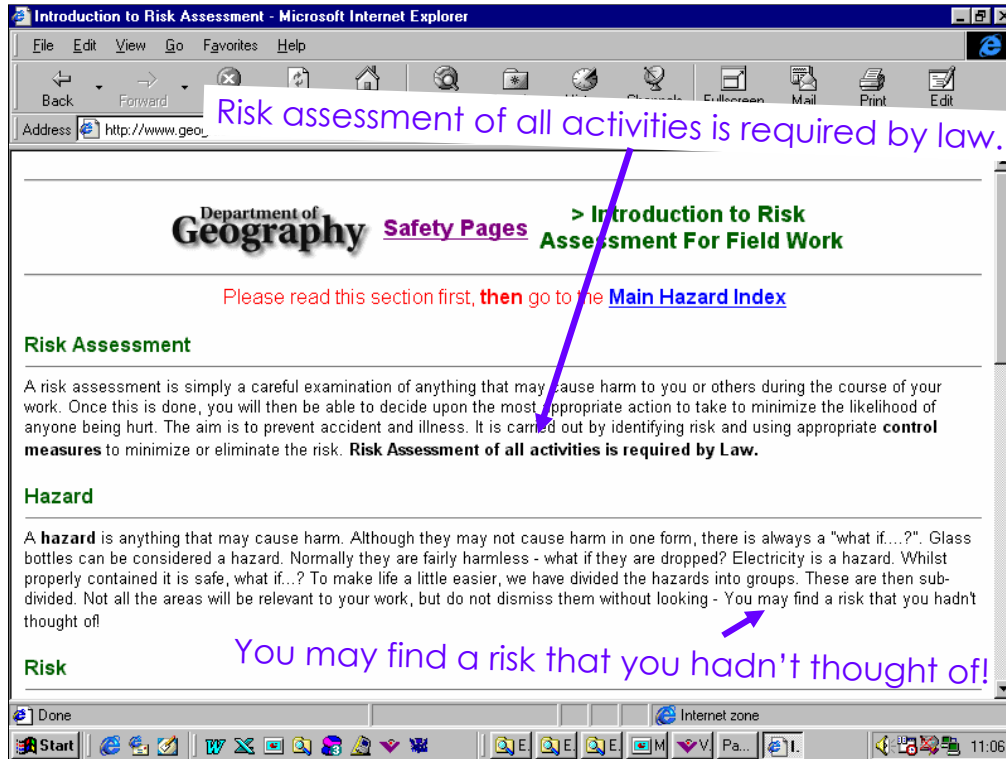 Introduction to Risk Assessment - Microsoft Internet Explorer
File Edit View Go Favorites Help
Back Forward Fullscreen Mail Print Edit
Risk assessment of all activities is required by law.
Address http://www.geog
Department of
Geography Safety Pages > Introduction to Risk
Assessment For Field Work
Please read this section first, then go to the Main Hazard Index
Risk Assessment
A risk assessment is simply a careful examination of anything that may cause harm to you or others during the course of your
work. Once this is done, you will then be able to decide upon the most appropriate action to take to minimize the likelihood of
anyone being hurt. The aim is to prevent accident and illness. It is carried out by identifying risk and using appropriate control
measures to minimize or eliminate the risk. Risk Assessment of all activities is required by Law.
Hazard
A hazard is anything that may cause harm. Although they may not cause harm in one form, there is always a "what if....?". Glass
bottles can be considered a hazard. Normally they are fairly harmless - what if they are dropped? Electricity is a hazard. Whilst
properly contained it is safe, what if...? To make life a little easier, we have divided the hazards into groups. These are then sub-
divided. Not all the areas will be relevant to your work, but do not dismiss them without looking - You may find a risk that you hadn't
thought of!
You may find a risk that you hadn't thought of!
Risk
Done Internet zone
Start E. E. E. M V. Pa... I. 11:06